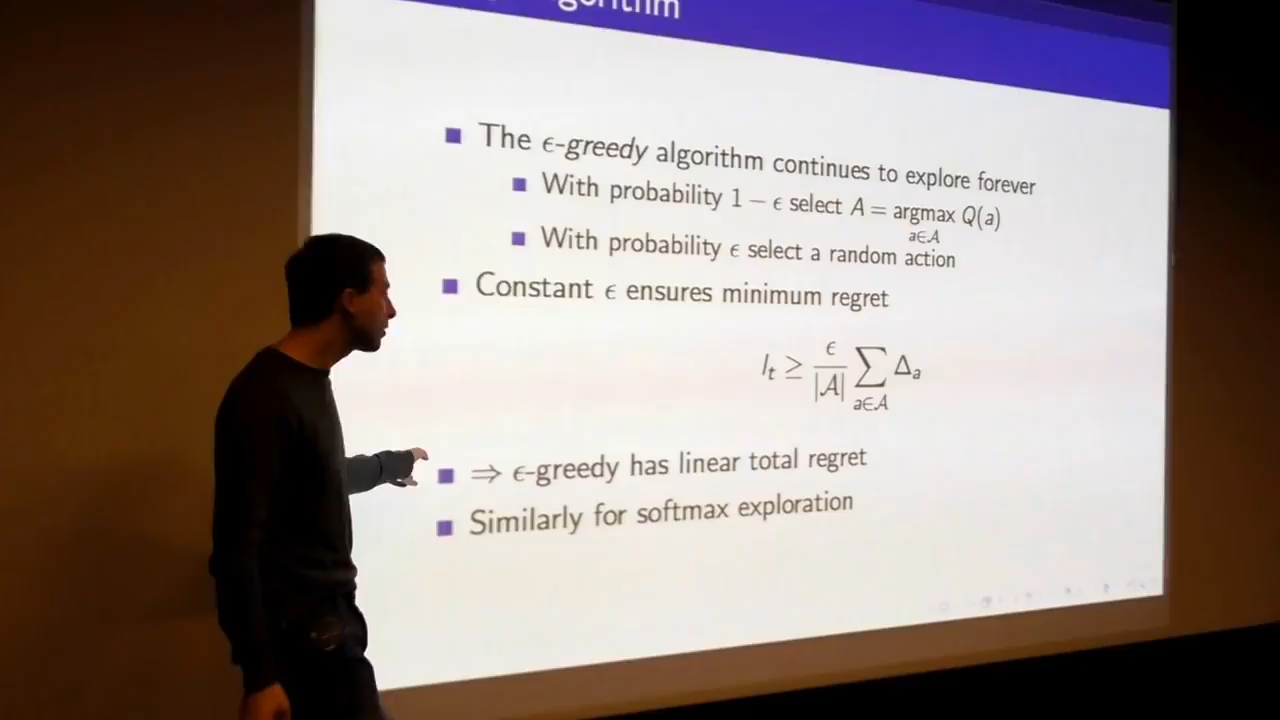 The ϵ-greedy algorithm continues to explore forever
With probability 1 − ϵ select A = argmax Q(a)
a∈𝒜
With probability ϵ select a random action
Constant ϵ ensures minimum regret
l_t ≥ ϵ/|𝒜| ∑_{a∈𝒜} Δ_a
⇒ ϵ-greedy has linear total regret
Similarly for softmax exploration